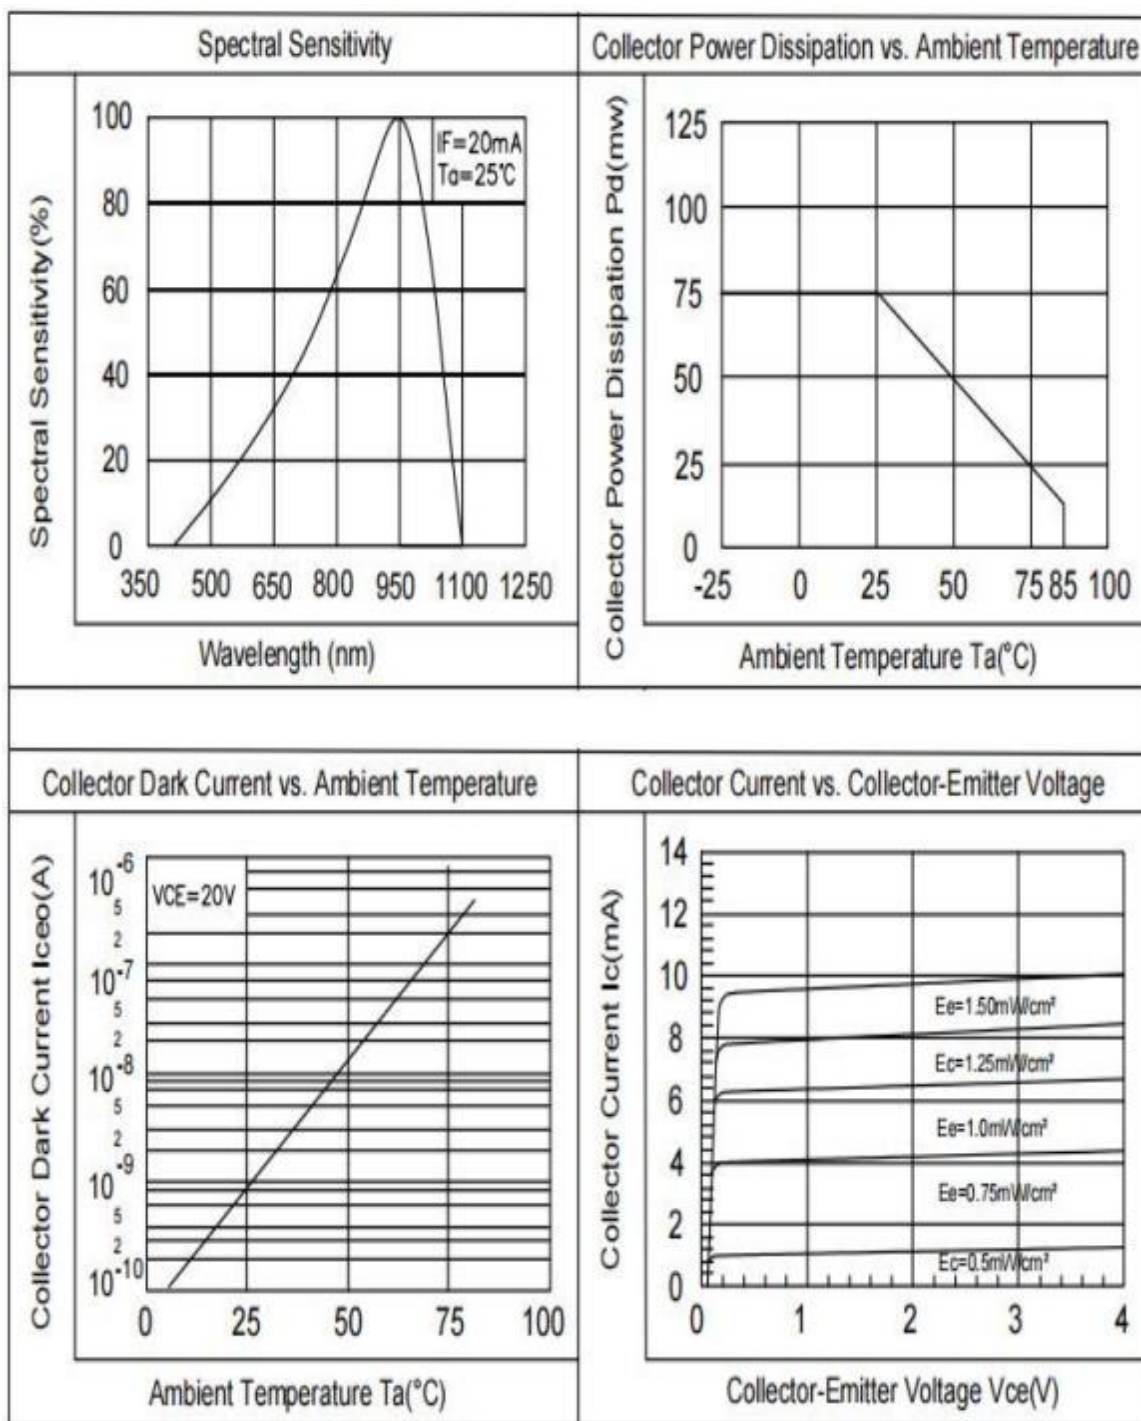 Spectral Sensitivity
Spectral Sensitivity(%)
100
80
60
40
20
0
IF=20mA
Ta=25℃
350 500 650 800 950 1100 1250
Wavelength (nm)
Collector Power Dissipation vs. Ambient Temperature
Collector Power Dissipation Pd(mw)
125
100
75
50
25
0
-25 0 25 50 75 85 100
Ambient Temperature Ta(°C)
Collector Dark Current vs. Ambient Temperature
Collector Dark Current Iceo(A)
10-6
5
2
10-7
5
2
10-8
5
2
10-9
5
2
10-10
VCE=20V
0 25 50 75 100
Ambient Temperature Ta(°C)
Collector Current vs. Collector-Emitter Voltage
Collector Current Ic(mA)
14
12
10
8
6
4
2
0
Ee=1.50mW/cm²
Ec=1.25mW/cm²
Ee=1.0mW/cm²
Ee=0.75mW/cm²
Ec=0.5mW/cm²
0 1 2 3 4
Collector-Emitter Voltage Vce(V)